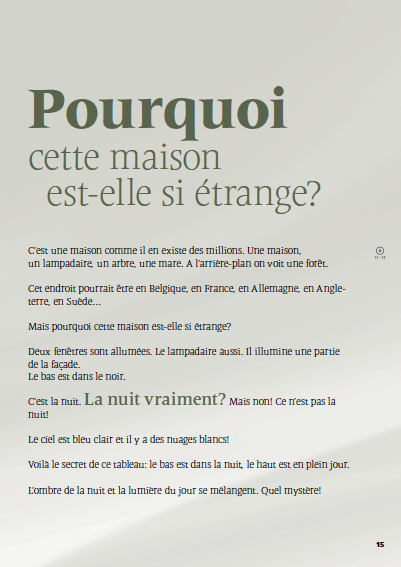 Pourquoi
cette maison
est-elle si étrange?
C'est une maison comme il en existe des millions. Une maison,
un lampadaire, un arbre, une mare. A l'arrière-plan on voit une forêt.
Cet endroit pourrait être en Belgique, en France, en Allemagne, en Angle-
terre, en Suède…
Mais pourquoi cette maison est-elle si étrange?
Deux fenêtres sont allumées. Le lampadaire aussi. Il illumine une partie
de la façade.
Le bas est dans le noir.
C'est la nuit. La nuit vraiment? Mais non! Ce n'est pas la
nuit!
Le ciel est bleu clair et il y a des nuages blancs!
Voilà le secret de ce tableau: le bas est dans la nuit, le haut est en plein jour.
L'ombre de la nuit et la lumière du jour se mélangent. Quel mystère!
15